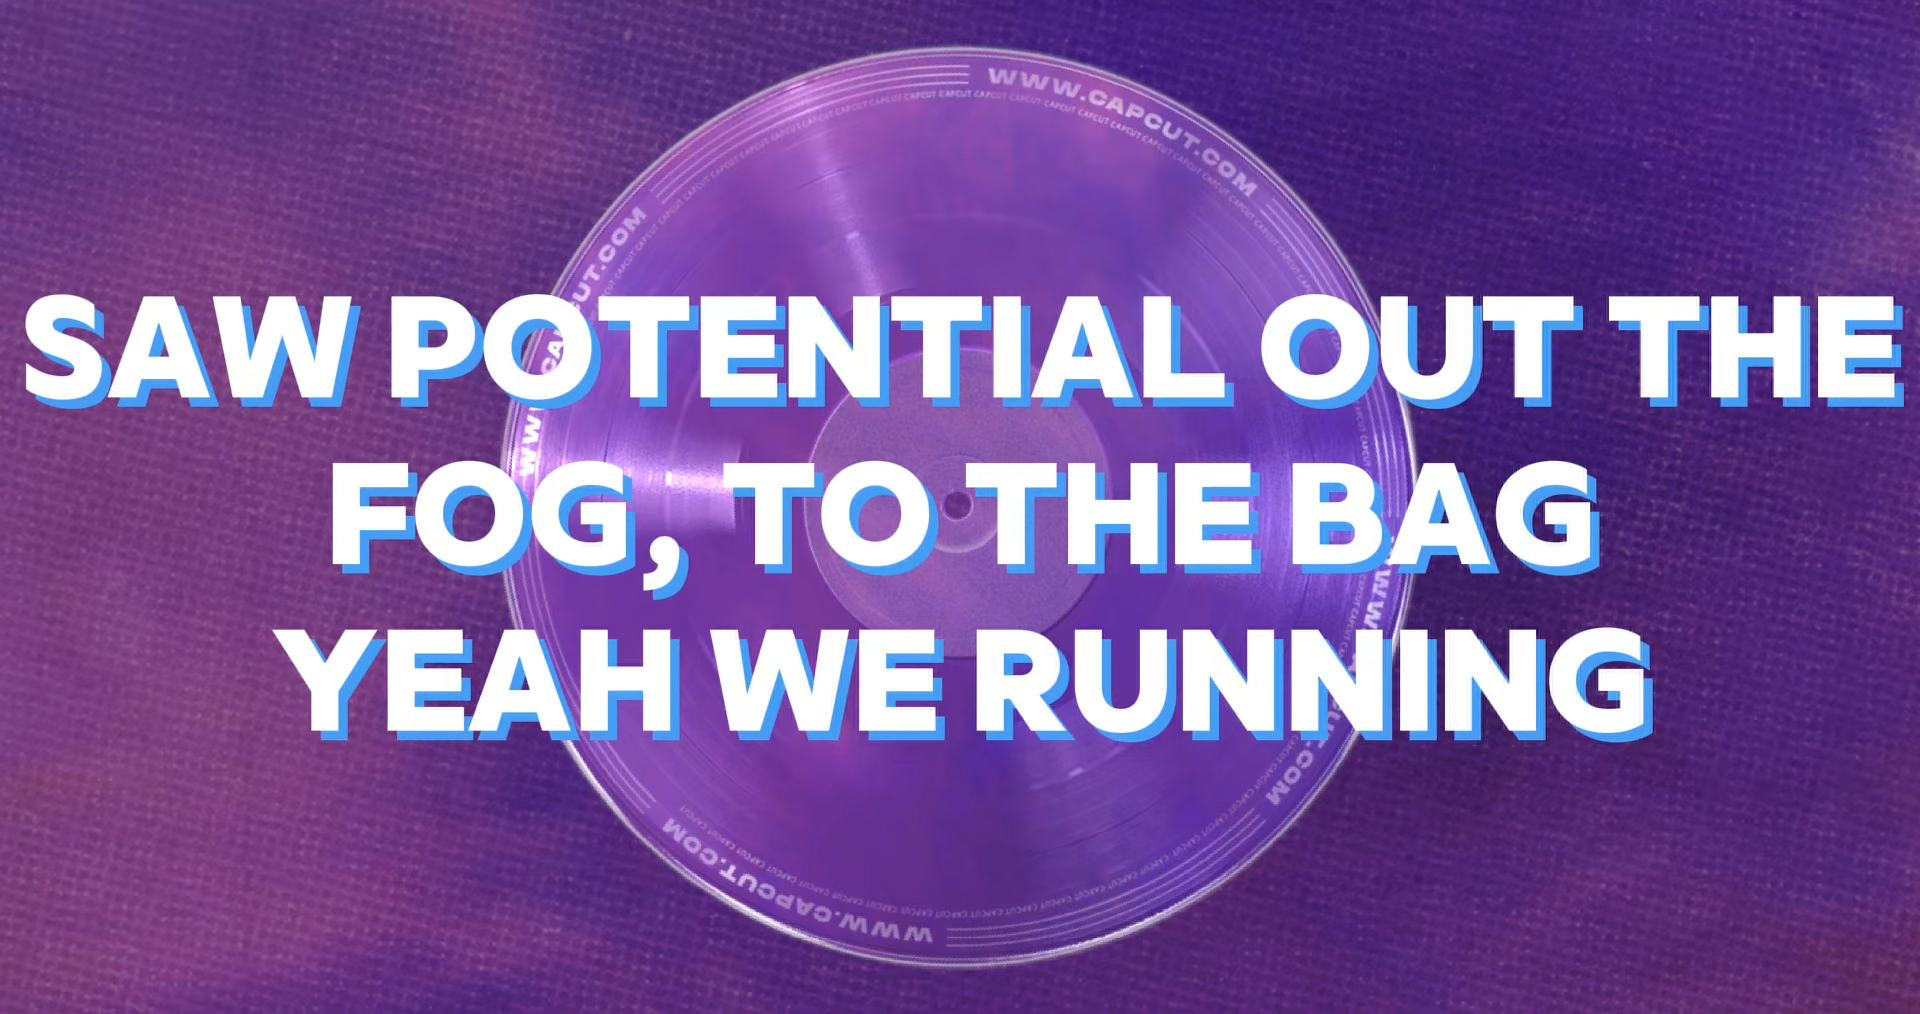 WWW.CAPCUT.COM
SAW POTENTIAL OUT THE
FOG, TO THE BAG
YEAH WE RUNNING
WWW.CAPCUT.COM